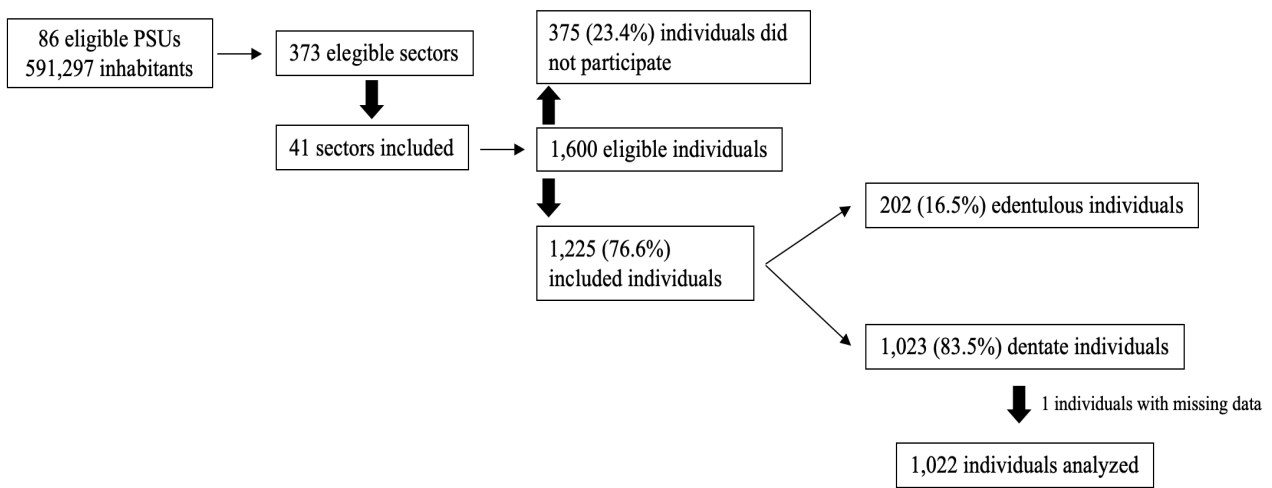 86 eligible PSUs
591,297 inhabitants
373 elegible sectors
41 sectors included
375 (23.4%) individuals did
not participate
1,600 eligible individuals
1,225 (76.6%)
included individuals
202 (16.5%) edentulous individuals
1,023 (83.5%) dentate individuals
1 individuals with missing data
1,022 individuals analyzed